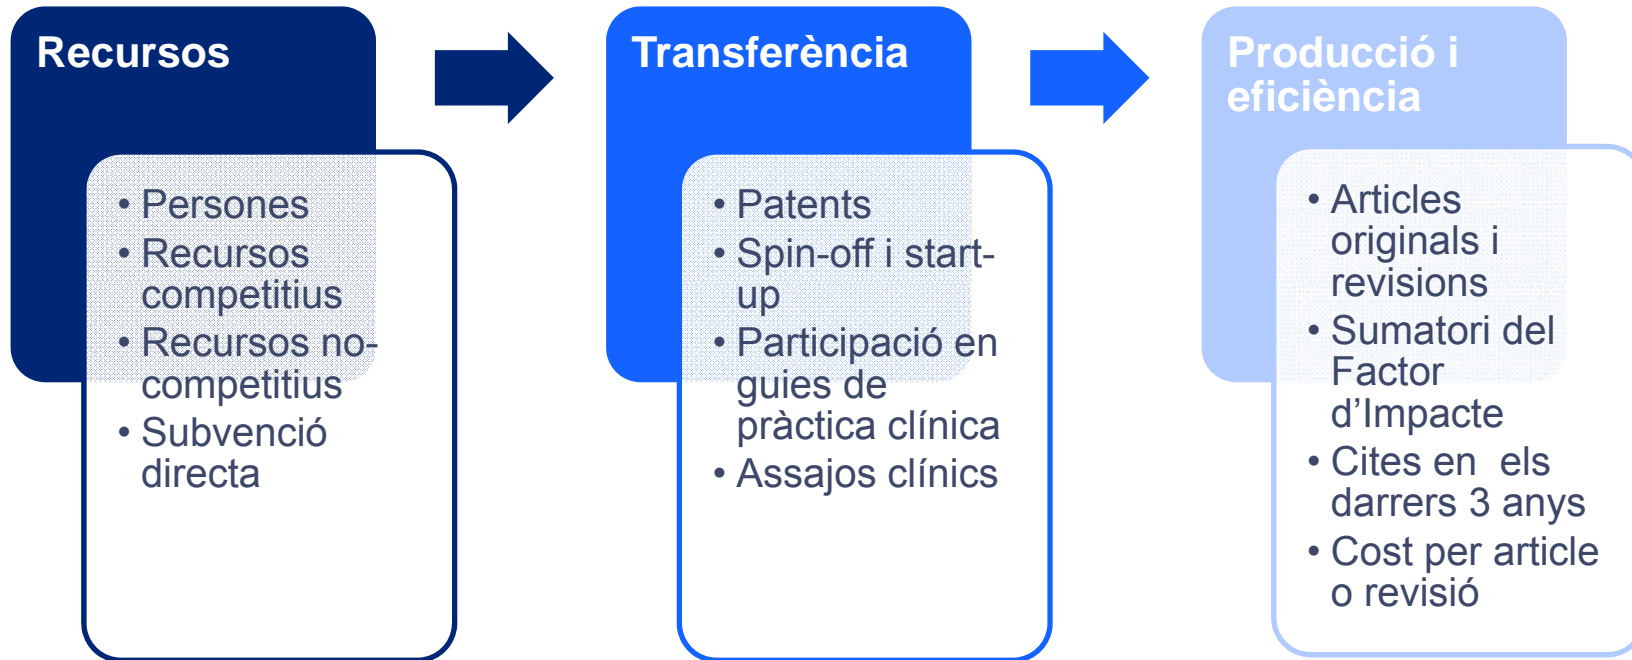 Recursos
• Persones
• Recursos
competitius
• Recursos no-
competitius
• Subvenció
directa
Transferència
• Patents
• Spin-off i start-
up
• Participació en
guies de
pràctica clínica
• Assajos clínics
Producció i
eficiència
• Articles
originals i
revisions
• Sumatori del
Factor
d’Impacte
• Cites en  els
darrers 3 anys
• Cost per article
o revisió